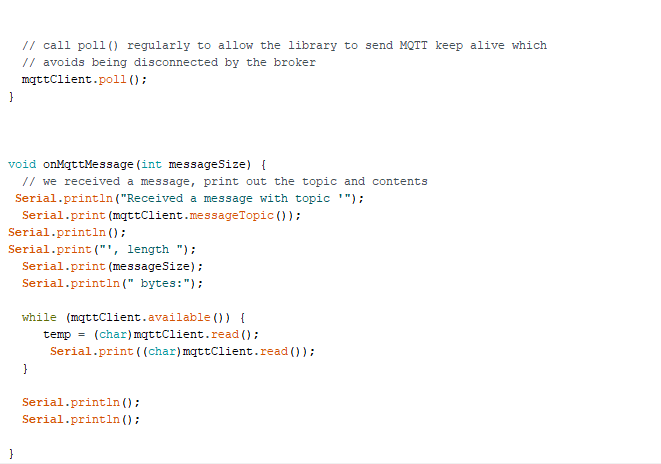 // call poll() regularly to allow the library to send MQTT keep alive which
  // avoids being disconnected by the broker
  mqttClient.poll();
}
void onMqttMessage(int messageSize) {
  // we received a message, print out the topic and contents
 Serial.println("Received a message with topic '");
  Serial.print(mqttClient.messageTopic());
Serial.println();
Serial.print("', length ");
  Serial.print(messageSize);
  Serial.println(" bytes:");
  while (mqttClient.available()) {
     temp = (char)mqttClient.read();
      Serial.print((char)mqttClient.read());
  }
  Serial.println();
  Serial.println();
}